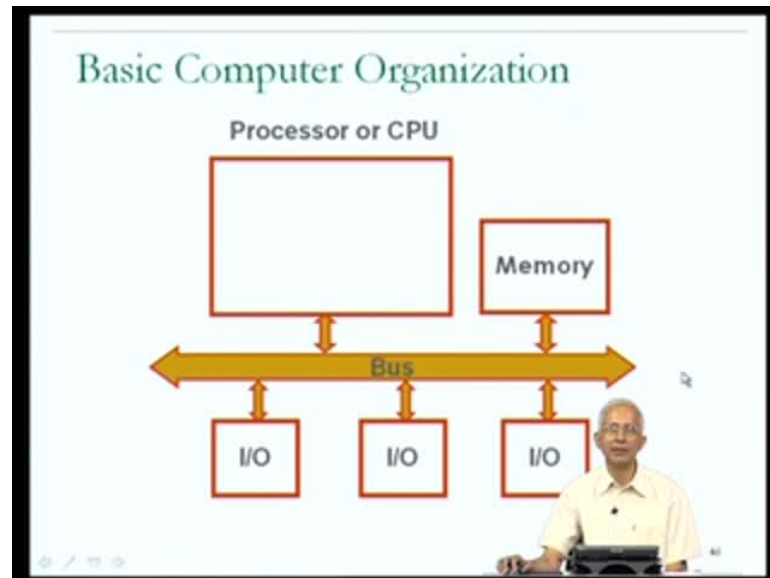 Basic Computer Organization
Processor or CPU
Memory
Bus
I/O
I/O
I/O